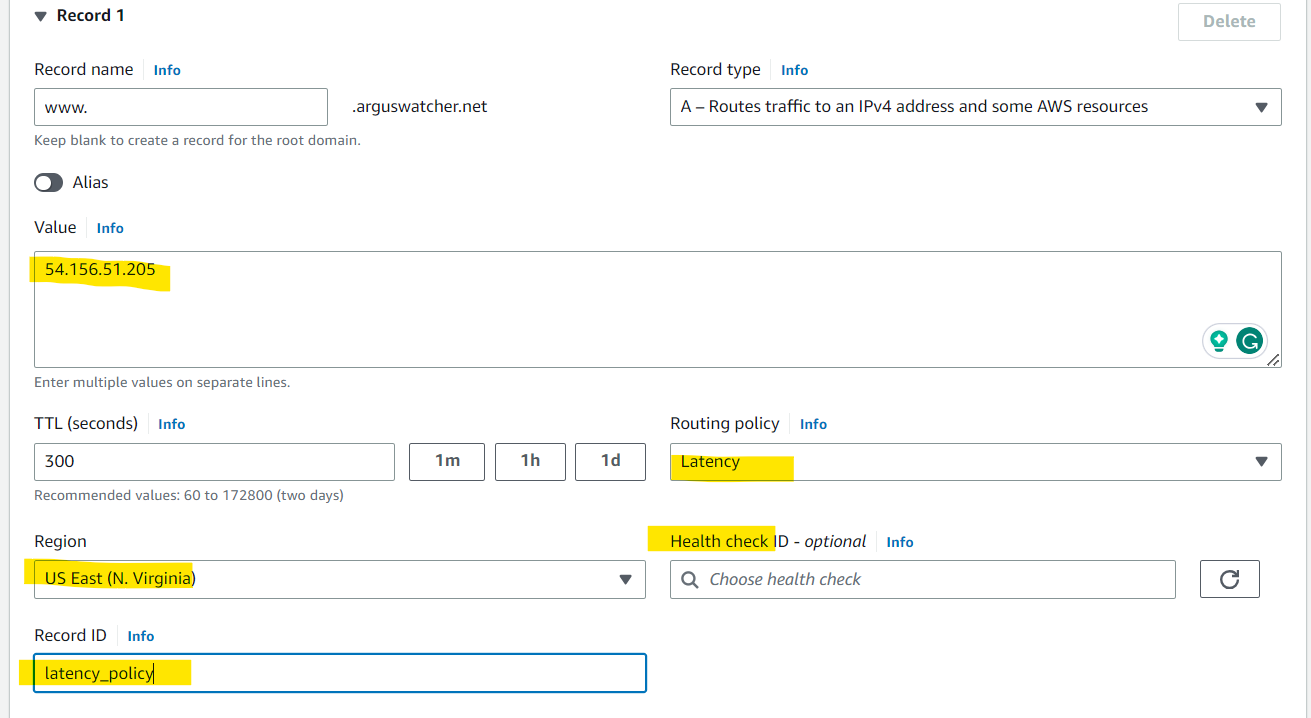 Record 1
Delete
Record name Info
Record type Info
www. .arguswatcher.net
A – Routes traffic to an IPv4 address and some AWS resources
Keep blank to create a record for the root domain.
Alias
Value Info
54.156.51.205
Enter multiple values on separate lines.
TTL (seconds) Info
Routing policy Info
300 1m 1h 1d
Latency
Recommended values: 60 to 172800 (two days)
Region
Health check ID - optional Info
US East (N. Virginia)
Choose health check
Record ID Info
latency_policy